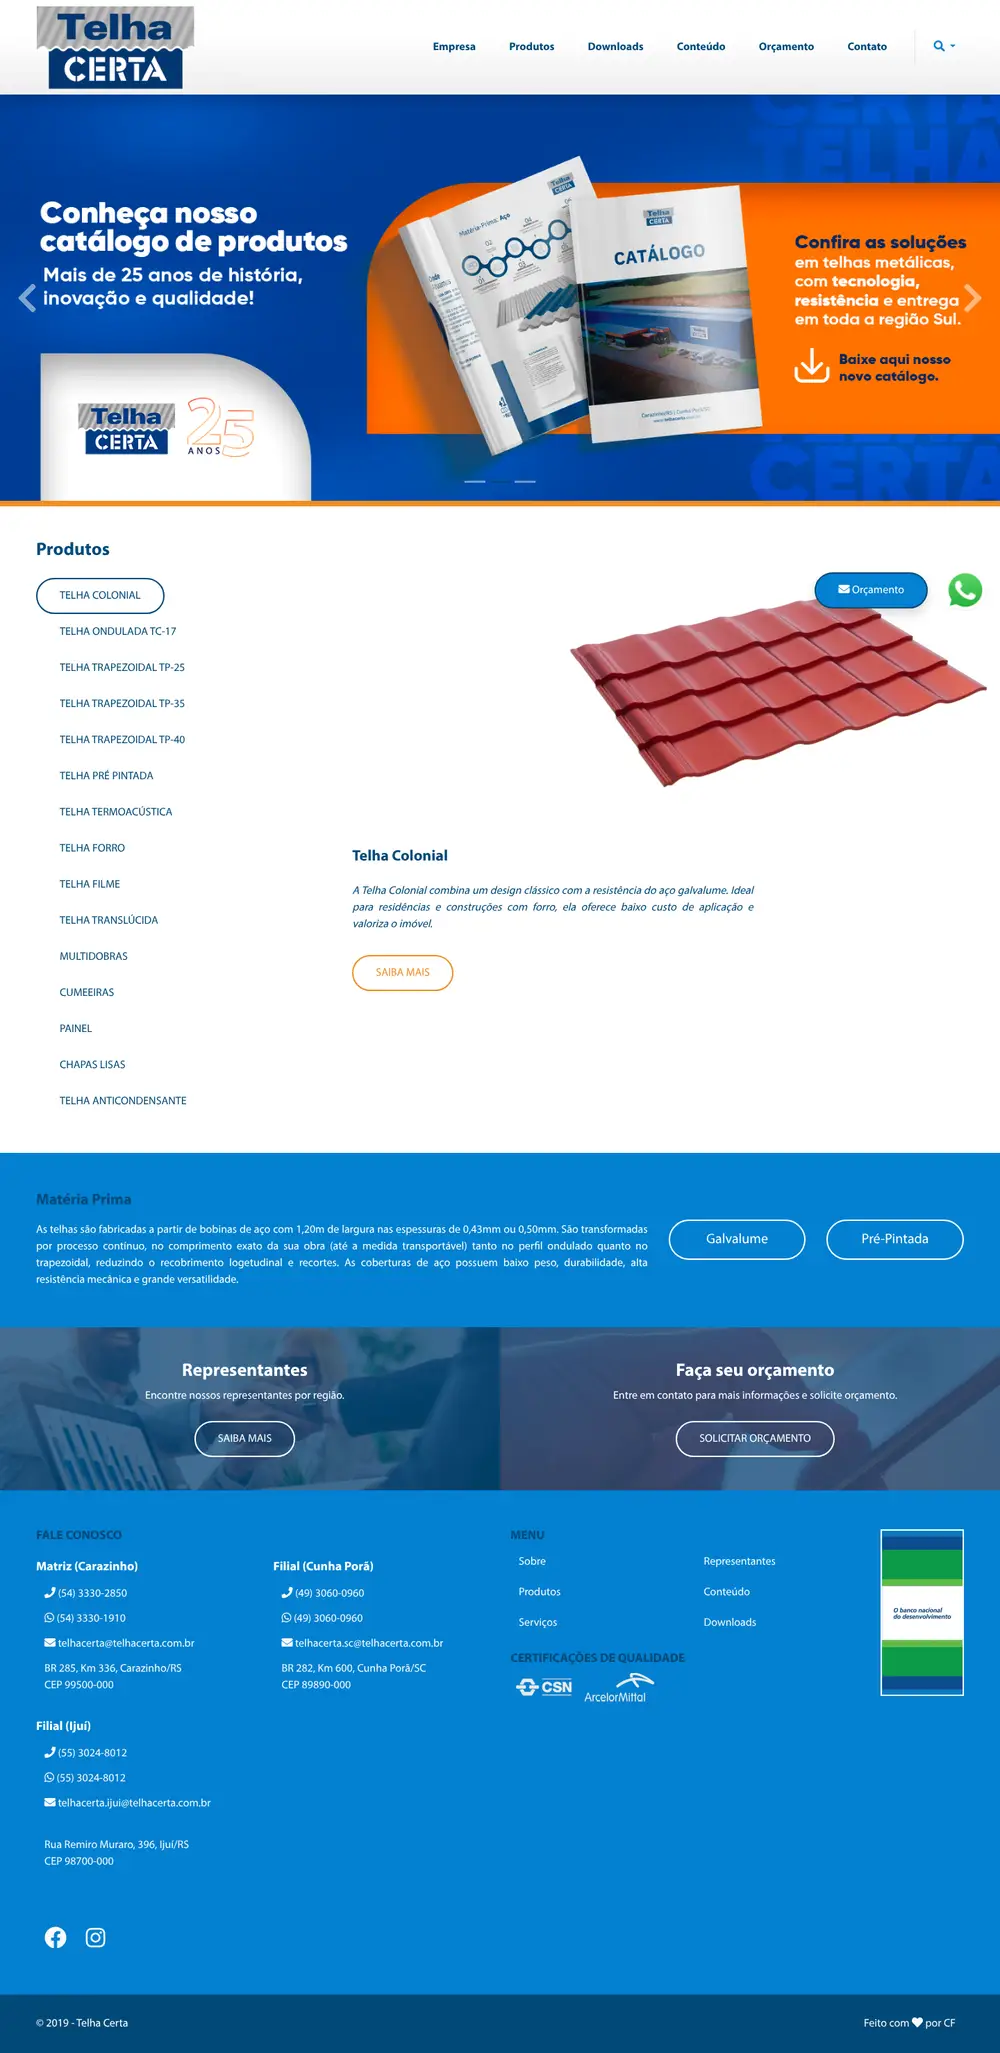 Telha
CERTA
Empresa
Produtos
Downloads
Conteúdo
Orçamento
Contato
CERTA
TELHA
Conheça nosso
catálogo de produtos
Mais de 25 anos de história,
inovação e qualidade!
Telha
CERTA
25
ANOS
Telha
CERTA
Matéria-Prima: Aço
Telha
CERTA
CATÁLOGO
Confira as soluções
em telhas metálicas,
com tecnologia,
resistência e entrega
em toda a região Sul.
Baixe aqui nosso
novo catálogo.
CERTA
Produtos
TELHA COLONIAL
TELHA ONDULADA TC-17
TELHA TRAPEZOIDAL TP-25
TELHA TRAPEZOIDAL TP-35
TELHA TRAPEZOIDAL TP-40
TELHA PRÉ PINTADA
TELHA TERMOACÚSTICA
TELHA FORRO
TELHA FILME
TELHA TRANSLÚCIDA
MULTIDOBRAS
CUMEEIRAS
PAINEL
CHAPAS LISAS
TELHA ANTICONDENSANTE
Orçamento
Telha Colonial
A Telha Colonial combina um design clássico com a resistência do aço galvalume. Ideal
para residências e construções com forro, ela oferece baixo custo de aplicação e
valoriza o imóvel.
SAIBA MAIS
Matéria Prima
As telhas são fabricadas a partir de bobinas de aço com 1,20m de largura nas espessuras de 0,43mm ou 0,50mm. São transformadas
por processo contínuo, no comprimento exato da sua obra (até a medida transportável) tanto no perfil ondulado quanto no
trapezoidal, reduzindo o recobrimento logetudinal e recortes. As coberturas de aço possuem baixo peso, durabilidade, alta
resistência mecânica e grande versatilidade.
Galvalume
Pré-Pintada
Representantes
Encontre nossos representantes por região.
SAIBA MAIS
Faça seu orçamento
Entre em contato para mais informações e solicite orçamento.
SOLICITAR ORÇAMENTO
FALE CONOSCO
Matriz (Carazinho)
(54) 3330-2850
(54) 3330-1910
telhacerta@telhacerta.com.br
BR 285, Km 336, Carazinho/RS
CEP 99500-000
Filial (Cunha Porã)
(49) 3060-0960
(49) 3060-0960
telhacerta.sc@telhacerta.com.br
BR 282, Km 600, Cunha Porã/SC
CEP 89890-000
Filial (Ijuí)
(55) 3024-8012
(55) 3024-8012
telhacerta.ijui@telhacerta.com.br
Rua Remiro Muraro, 396, Ijuí/RS
CEP 98700-000
MENU
Sobre
Produtos
Serviços
Representantes
Conteúdo
Downloads
CERTIFICAÇÕES DE QUALIDADE
CSN
ArcelorMittal
O banco nacional
do desenvolvimento
© 2019 - Telha Certa
Feito com por CF